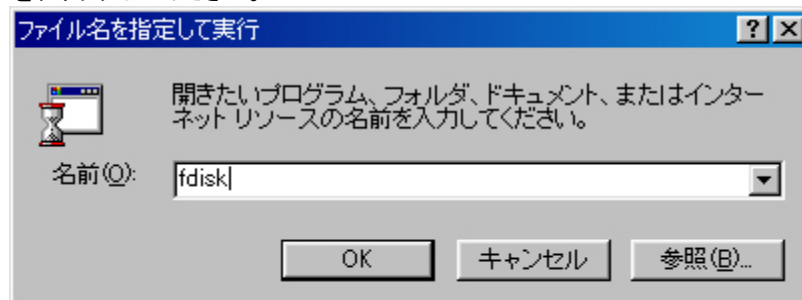 ファイル名を指定して実行
開きたいプログラム、フォルダ、ドキュメント、またはインター
ネット リソースの名前を入力してください。
名前(O):
fdisk
OK
キャンセル
参照(B)...